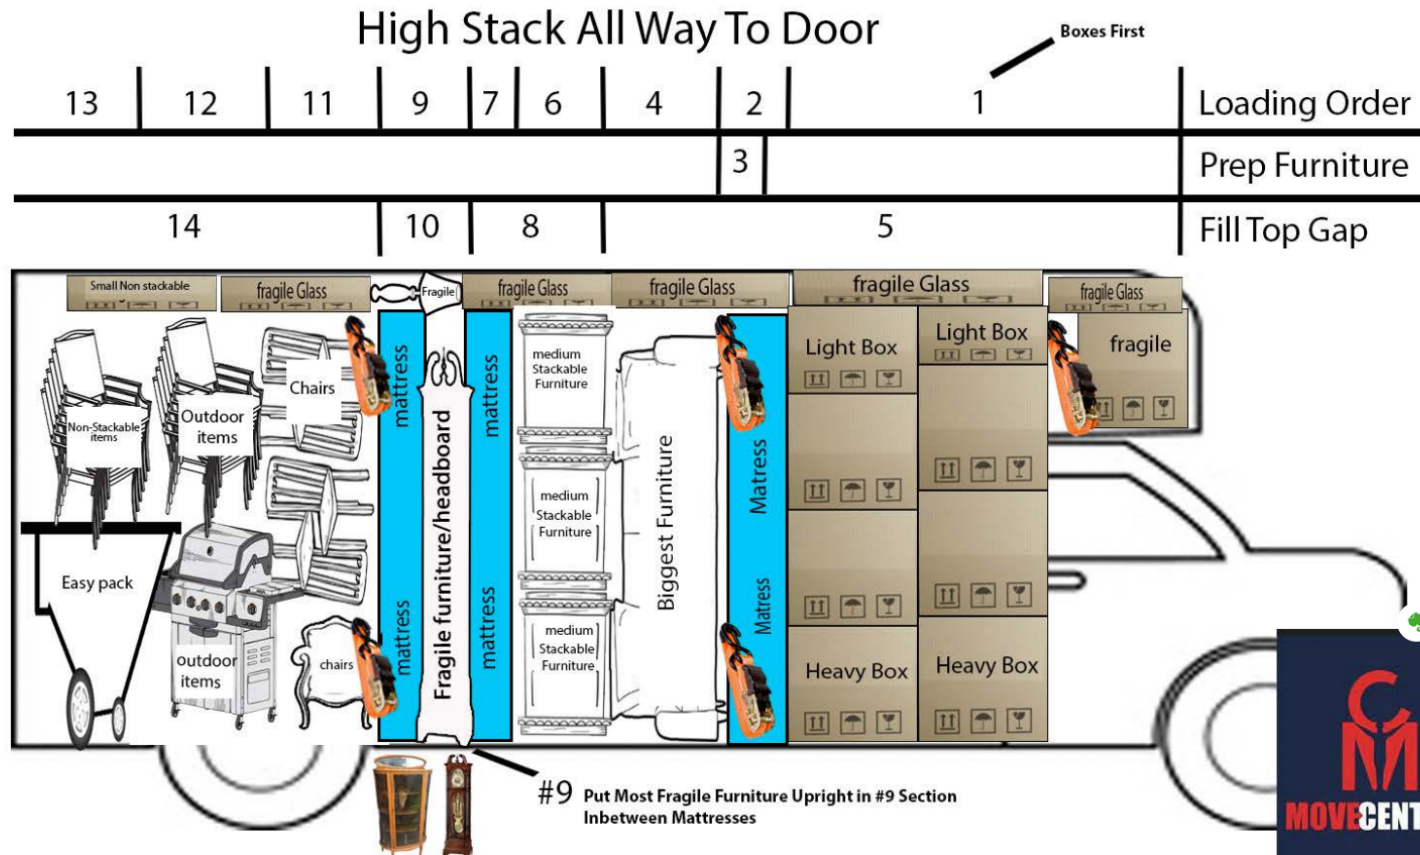 High Stack All Way To Door
Boxes First
13 12 11 9 7 6 4 2 1 Loading Order
3 Prep Furniture
14 10 8 5 Fill Top Gap
Small Non stackable
fragile Glass
Fragile
fragile Glass
fragile Glass
fragile Glass
fragile Glass
Light Box
Light Box
fragile
Chairs
mattress
mattress
medium
Stackable
Furniture
Non-Stackable
items
Outdoor
items
Fragile furniture/headboard
medium
Stackable
Furniture
Biggest Furniture
Matress
Easy pack
mattress
mattress
Matress
medium
Stackable
Furniture
outdoor
items
chairs
Heavy Box
Heavy Box
#9 Put Most Fragile Furniture Upright in #9 Section
Inbetween Mattresses
CM
MOVECENT